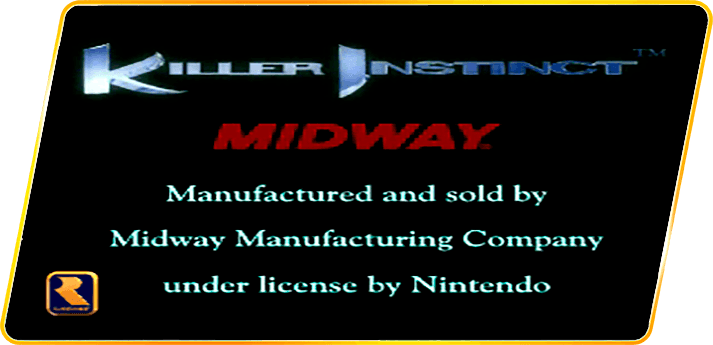 KILLER INSTINCT™
MIDWAY
Manufactured and sold by
Midway Manufacturing Company
under license by Nintendo